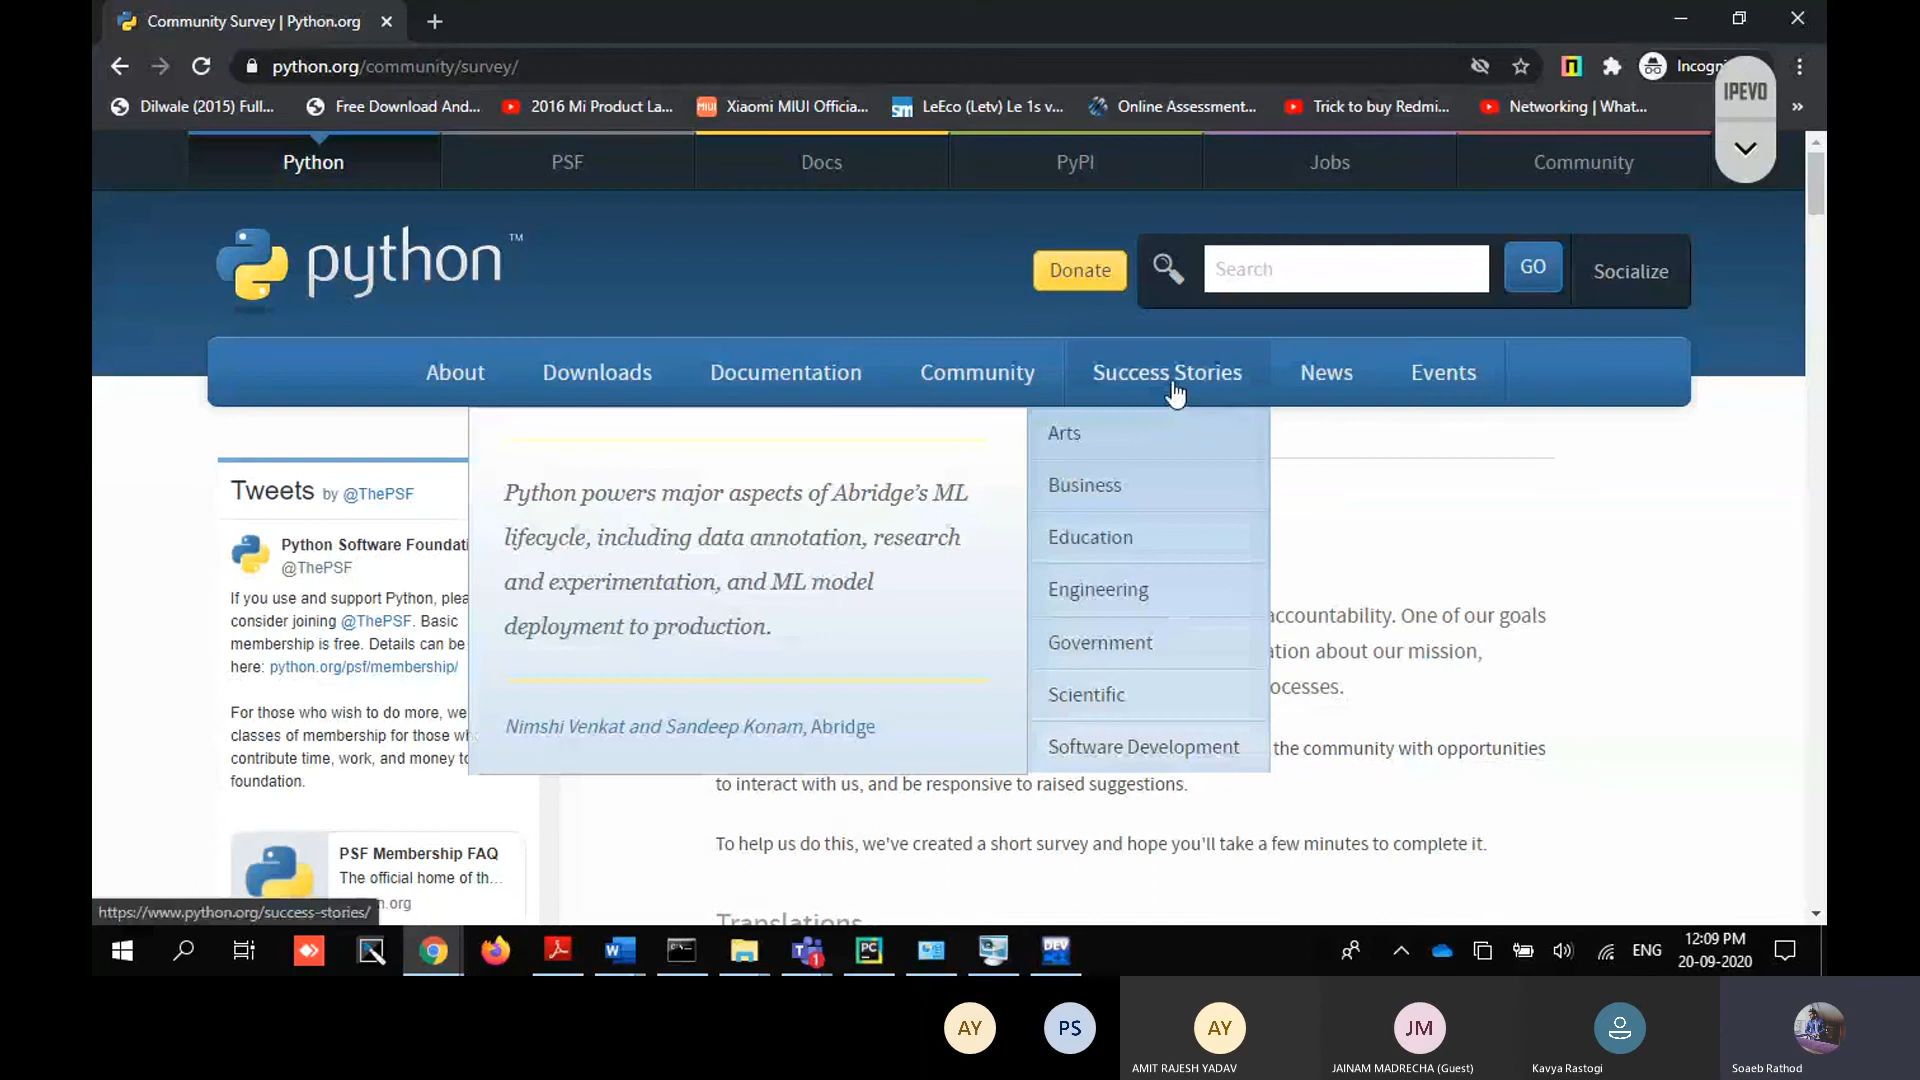 Community Survey | Python.org
python.org/community/survey/
Incogn
Dilwale (2015) Full...
Free Download And...
2016 Mi Product La...
MIUI
Xiaomi MIUI Officia...
sm
LeEco (Letv) Le 1s v...
Online Assessment...
Trick to buy Redmi...
Networking | What...
»
IPEVO
Python
PSF
Docs
PyPI
Jobs
Community
python™
Donate
Search
GO
Socialize
About
Downloads
Documentation
Community
Success Stories
News
Events
Python powers major aspects of Abridge’s ML
lifecycle, including data annotation, research
and experimentation, and ML model
deployment to production.
Nimshi Venkat and Sandeep Konam, Abridge
Arts
Business
Education
Engineering
Government
Scientific
Software Development
Tweets by @ThePSF
Python Software Foundati
@ThePSF
If you use and support Python, plea
consider joining @ThePSF. Basic
membership is free. Details can be
here: python.org/psf/membership/
For those who wish to do more, we
classes of membership for those wh
contribute time, work, and money to
foundation.
PSF Membership FAQ
The official home of th...
n.org
accountability. One of our goals
ation about our mission,
ocesses.
the community with opportunities
to interact with us, and be responsive to raised suggestions.
To help us do this, we've created a short survey and hope you'll take a few minutes to complete it.
Translations
https://www.python.org/success-stories/
PC
1
DEV
ENG
12:09 PM
20-09-2020
AY
PS
AY
JM
AMIT RAJESH YADAV
JAINAM MADRECHA (Guest)
Kavya Rastogi
Soaeb Rathod